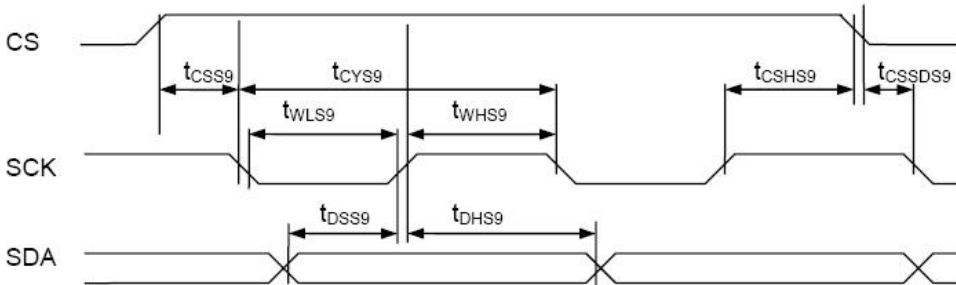 CS
tCSS9
tCYS9
tCSHS9
tCSSDS9
tWLS9
tWHS9
SCK
tDSS9
tDHS9
SDA